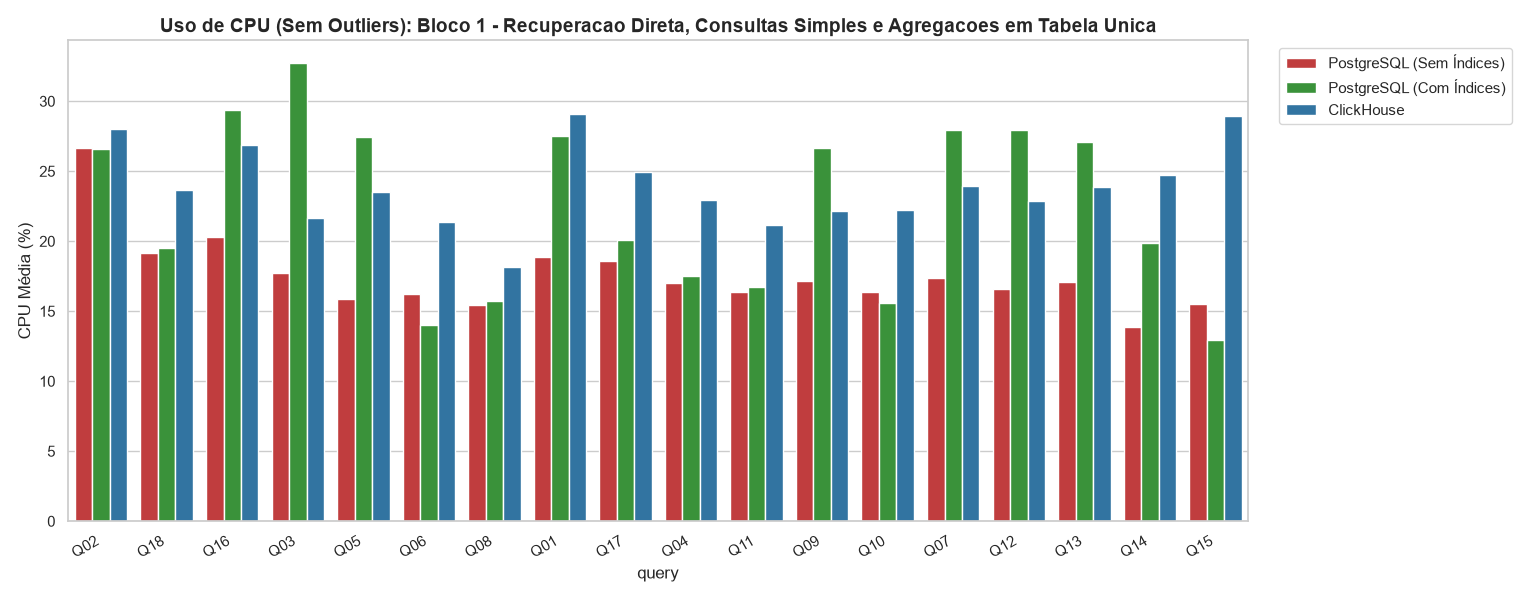 Uso de CPU (Sem Outliers): Bloco 1 - Recuperacao Direta, Consultas Simples e Agregacoes em Tabela Unica
PostgreSQL (Sem Índices)
PostgreSQL (Com Índices)
ClickHouse
CPU Média (%)
30
25
20
15
10
5
0
Q02 Q18 Q16 Q03 Q05 Q06 Q08 Q01 Q17 Q04 Q11 Q09 Q10 Q07 Q12 Q13 Q14 Q15
query